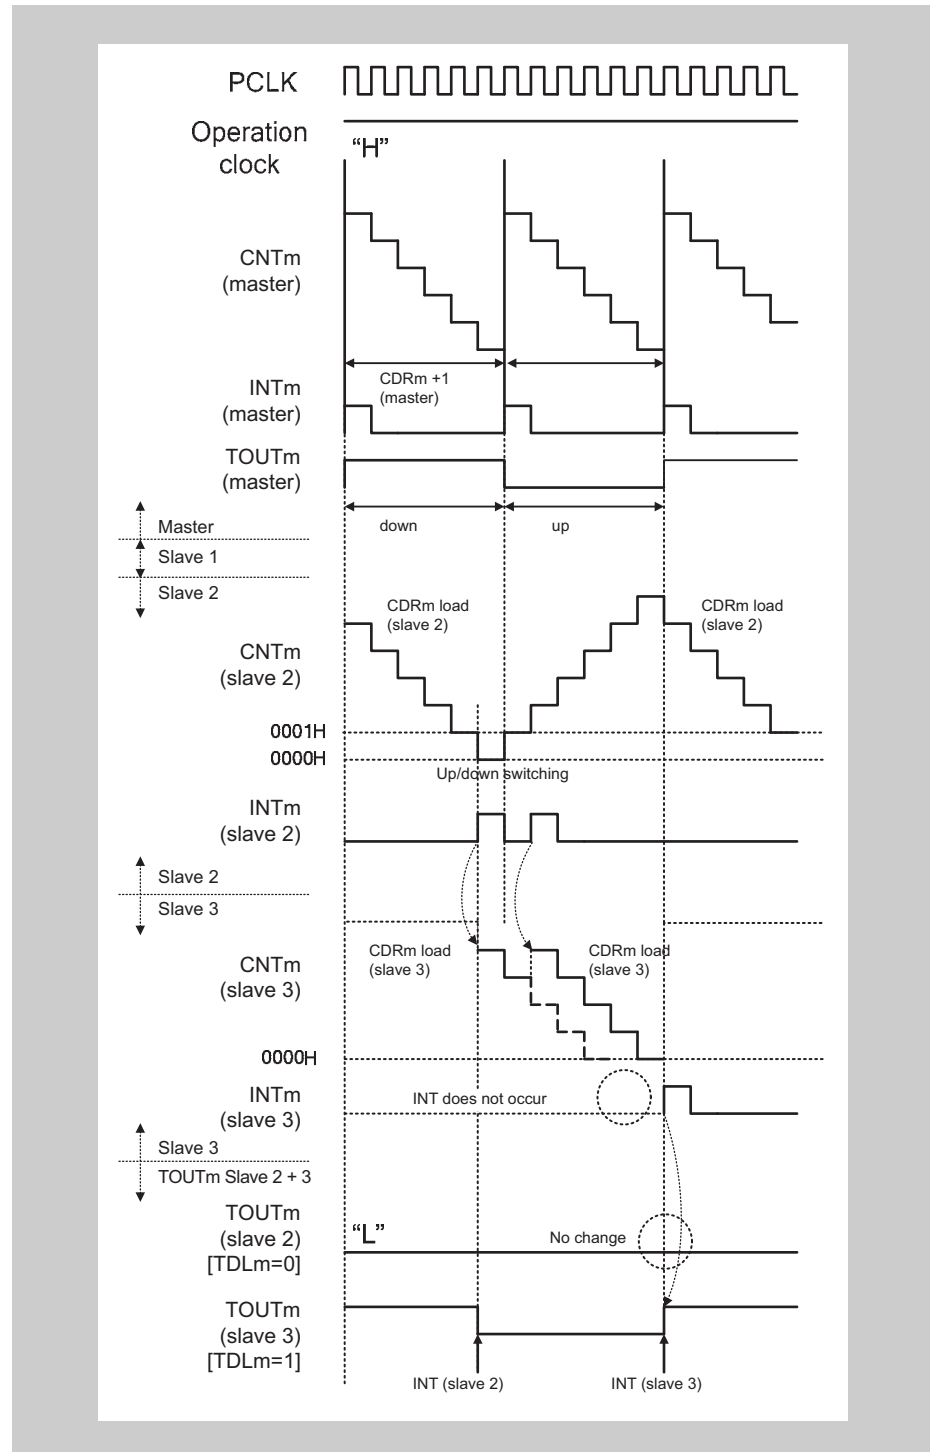 PCLK
Operation
clock
“H”
CNTm
(master)
CDRm +1
(master)
INTm
(master)
TOUTm
(master)
down
up
Master
Slave 1
Slave 2
CDRm load
(slave 2)
CDRm load
(slave 2)
CNTm
(slave 2)
0001H
0000H
Up/down switching
INTm
(slave 2)
Slave 2
Slave 3
CDRm load
(slave 3)
CDRm load
(slave 3)
CNTm
(slave 3)
0000H
INTm
(slave 3)
INT does not occur
Slave 3
TOUTm Slave 2 + 3
TOUTm
(slave 2)
[TDLm=0]
“L”
No change
TOUTm
(slave 3)
[TDLm=1]
INT (slave 2)
INT (slave 3)